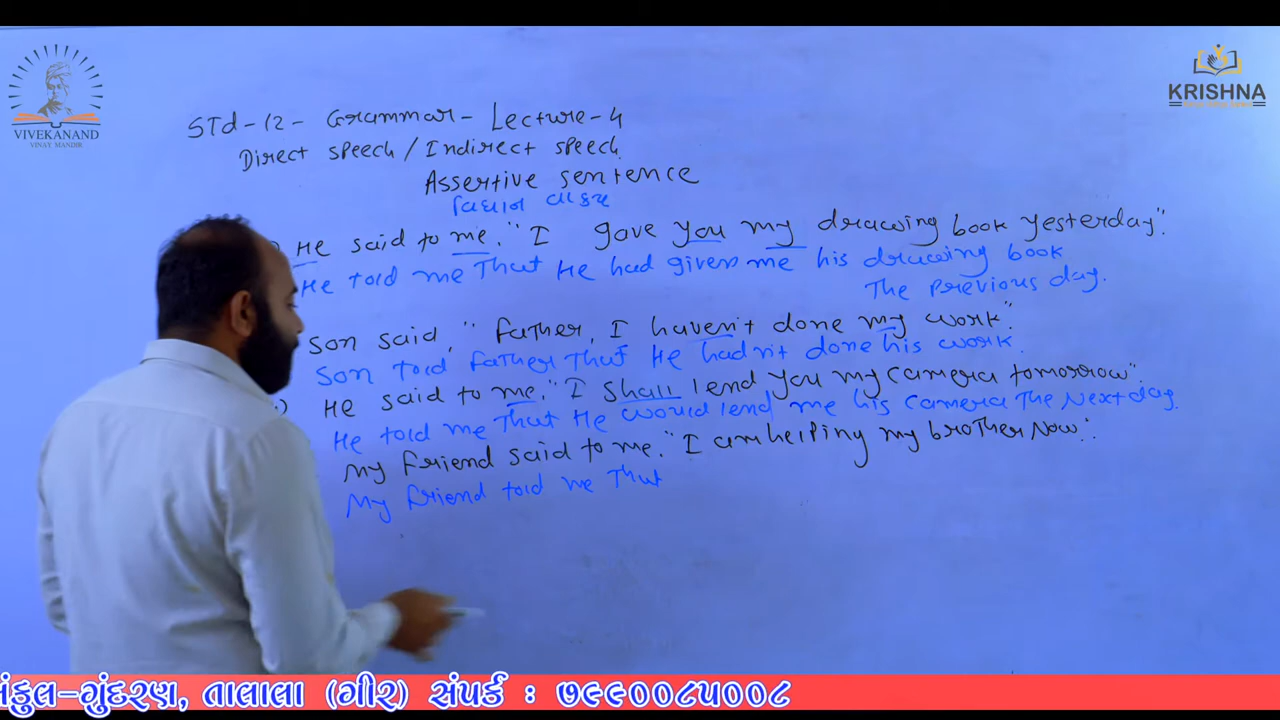 VIVEKANAND
VINAY MANDIR
KRISHNA
STd-12- Grammar- Lecture-4
Direct speech / Indirect speech
Assertive sentence
વિધાન વાકય
He said to me. "I gave you my drawing book yesterday".
He told me That He had given me his drawing book
The previous day.
Son said, "Father, I haven't done my work."
Son told father That He hadn't done his work.
He said to me. "I shall lend you my camera tomorrow"
He told me That He would lend me his camera The Next day.
My friend said to me. "I am helping my brother Now".
My friend told me That
સંકુલ-ગુંદરણ, તાલાલા (ગીર) સંપર્ક : ૭૯૯૦૦૮૫૦૦૮